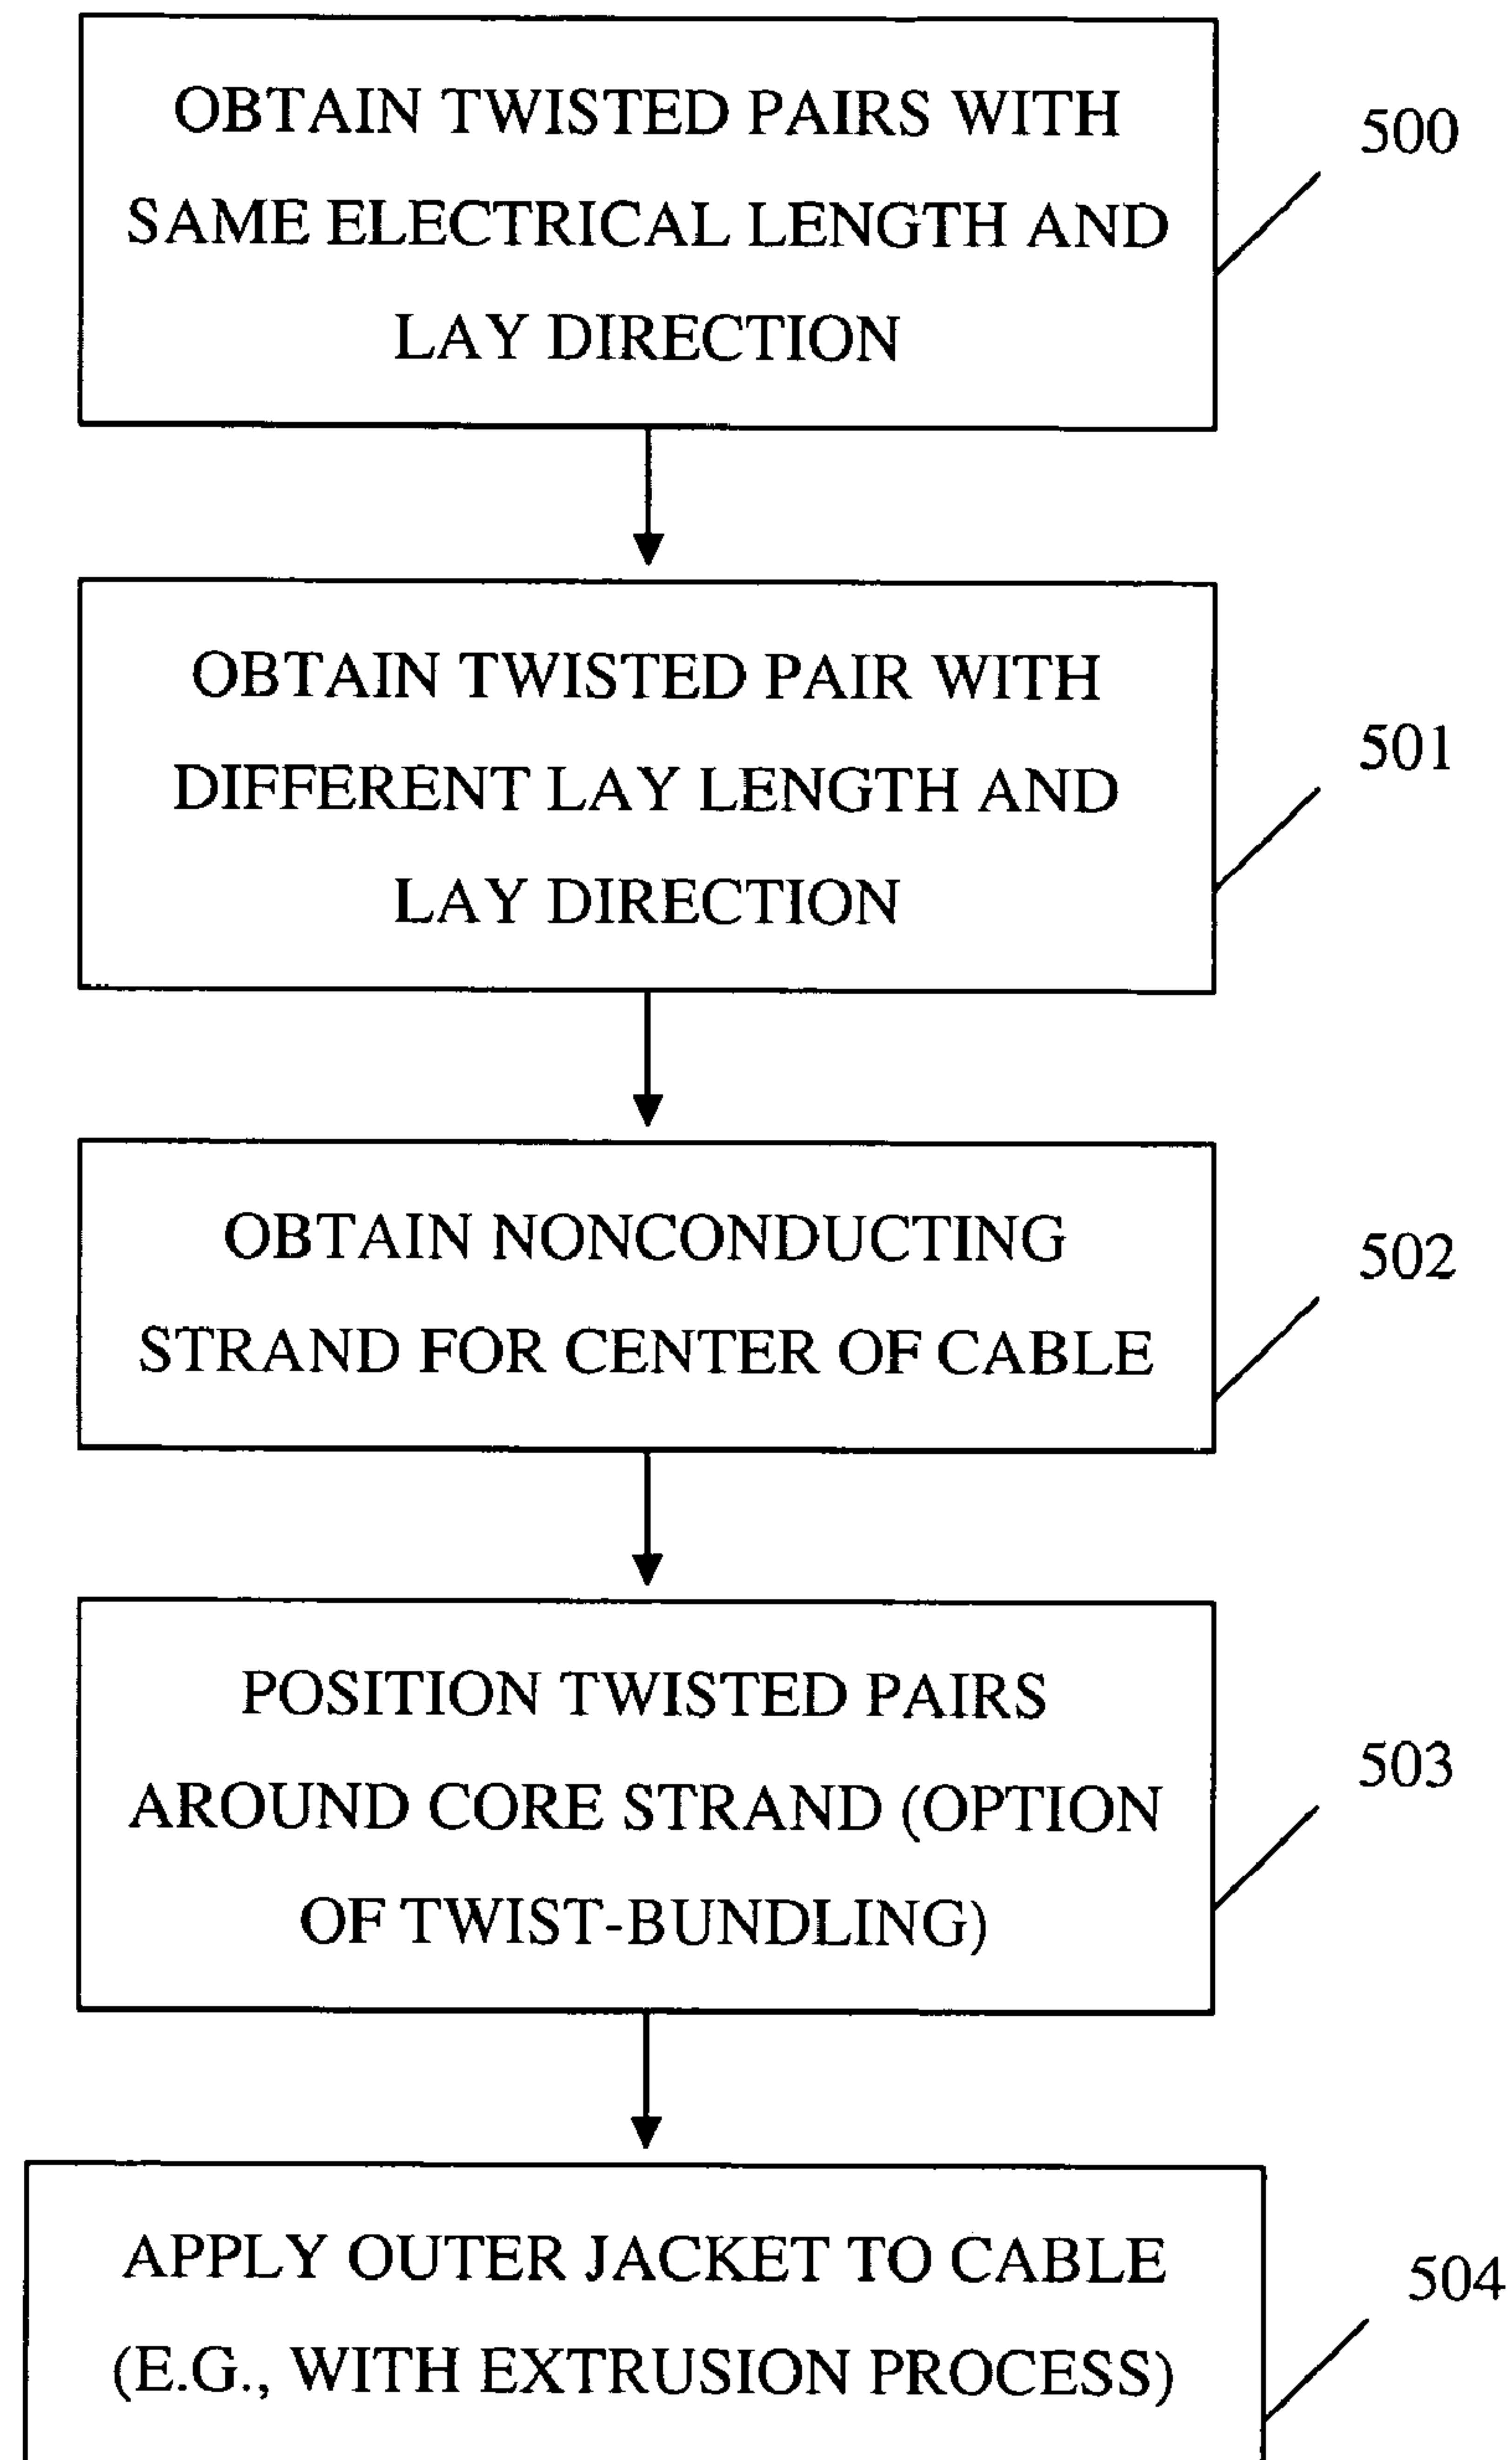 OBTAIN TWISTED PAIRS WITH
SAME ELECTRICAL LENGTH AND
LAY DIRECTION
500
OBTAIN TWISTED PAIR WITH
DIFFERENT LAY LENGTH AND
LAY DIRECTION
501
OBTAIN NONCONDUCTING
STRAND FOR CENTER OF CABLE
502
POSITION TWISTED PAIRS
AROUND CORE STRAND (OPTION
OF TWIST-BUNDLING)
503
APPLY OUTER JACKET TO CABLE
(E.G., WITH EXTRUSION PROCESS)
504